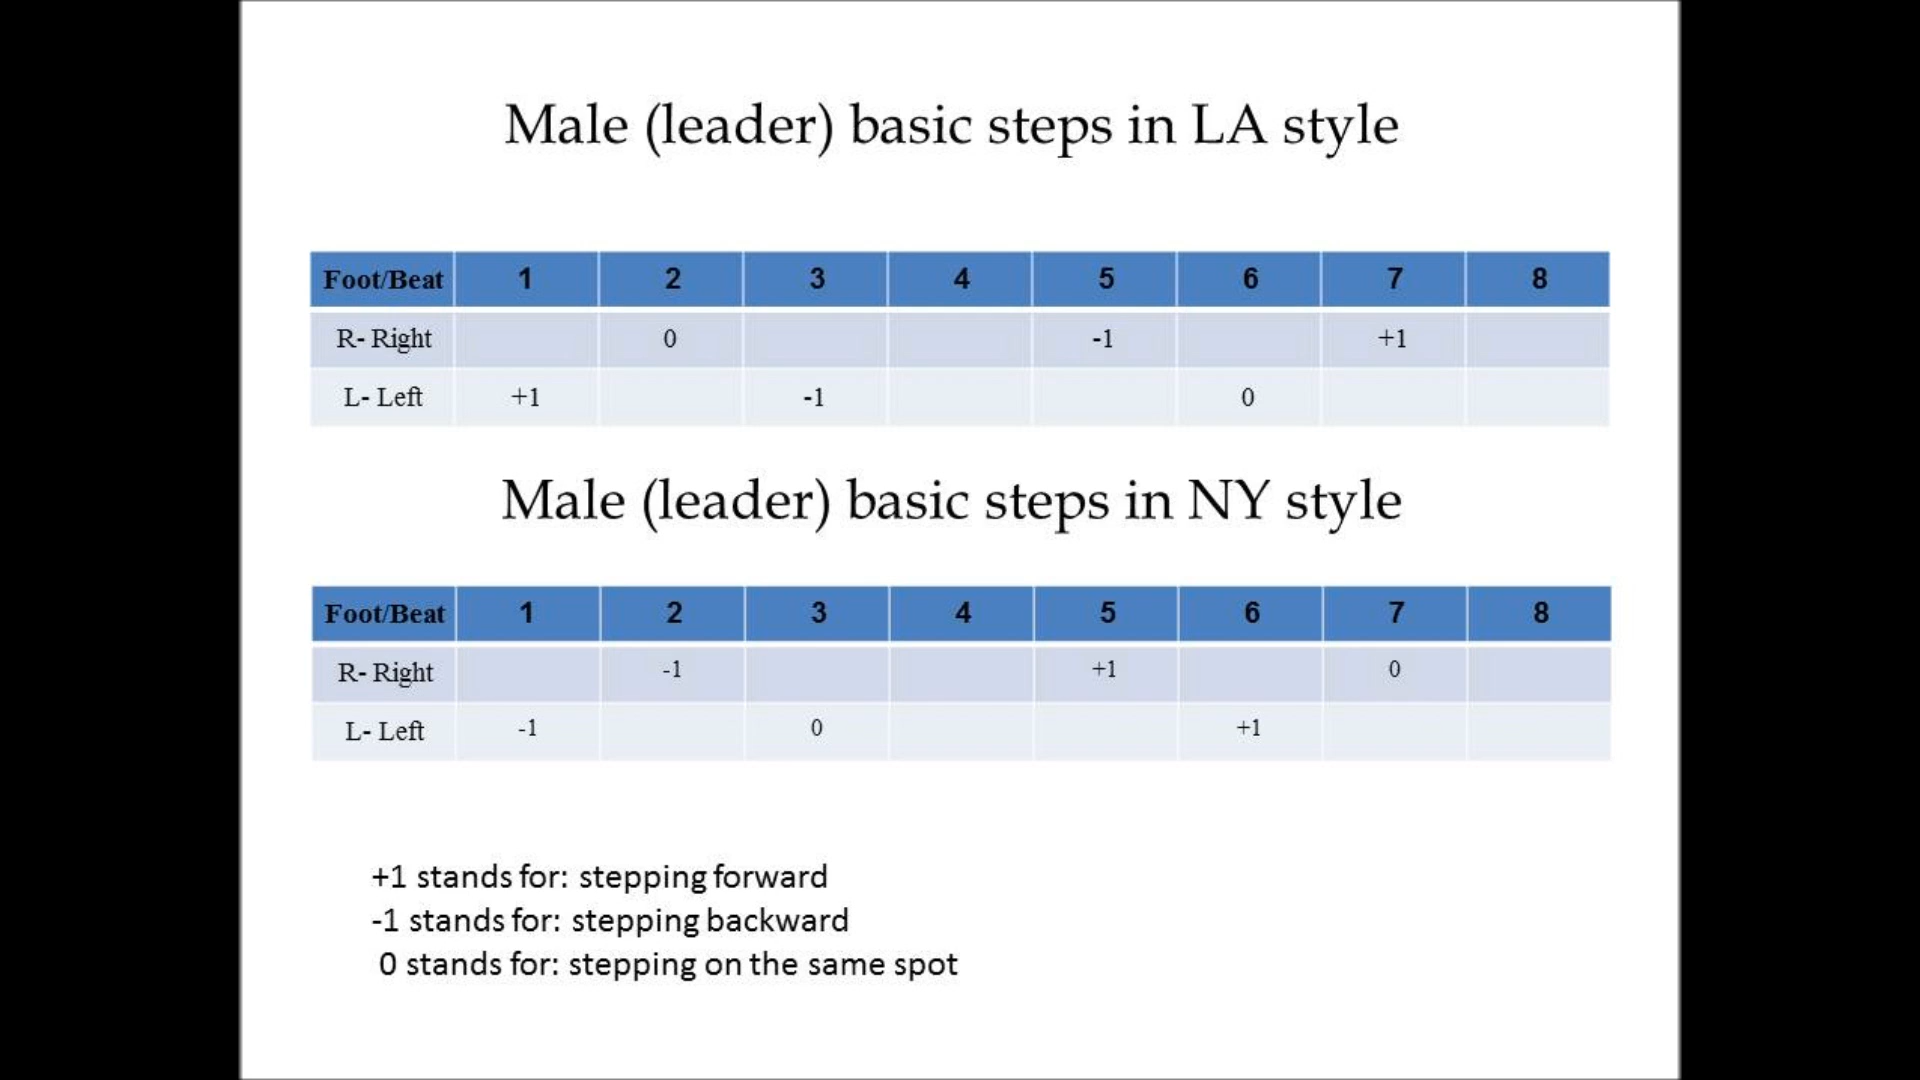 Male (leader) basic steps in LA style
Foot/Beat 1 2 3 4 5 6 7 8
R- Right 0 -1 +1
L- Left +1 -1 0
Male (leader) basic steps in NY style
Foot/Beat 1 2 3 4 5 6 7 8
R- Right -1 +1 0
L- Left -1 0 +1
+1 stands for: stepping forward
-1 stands for: stepping backward
0 stands for: stepping on the same spot